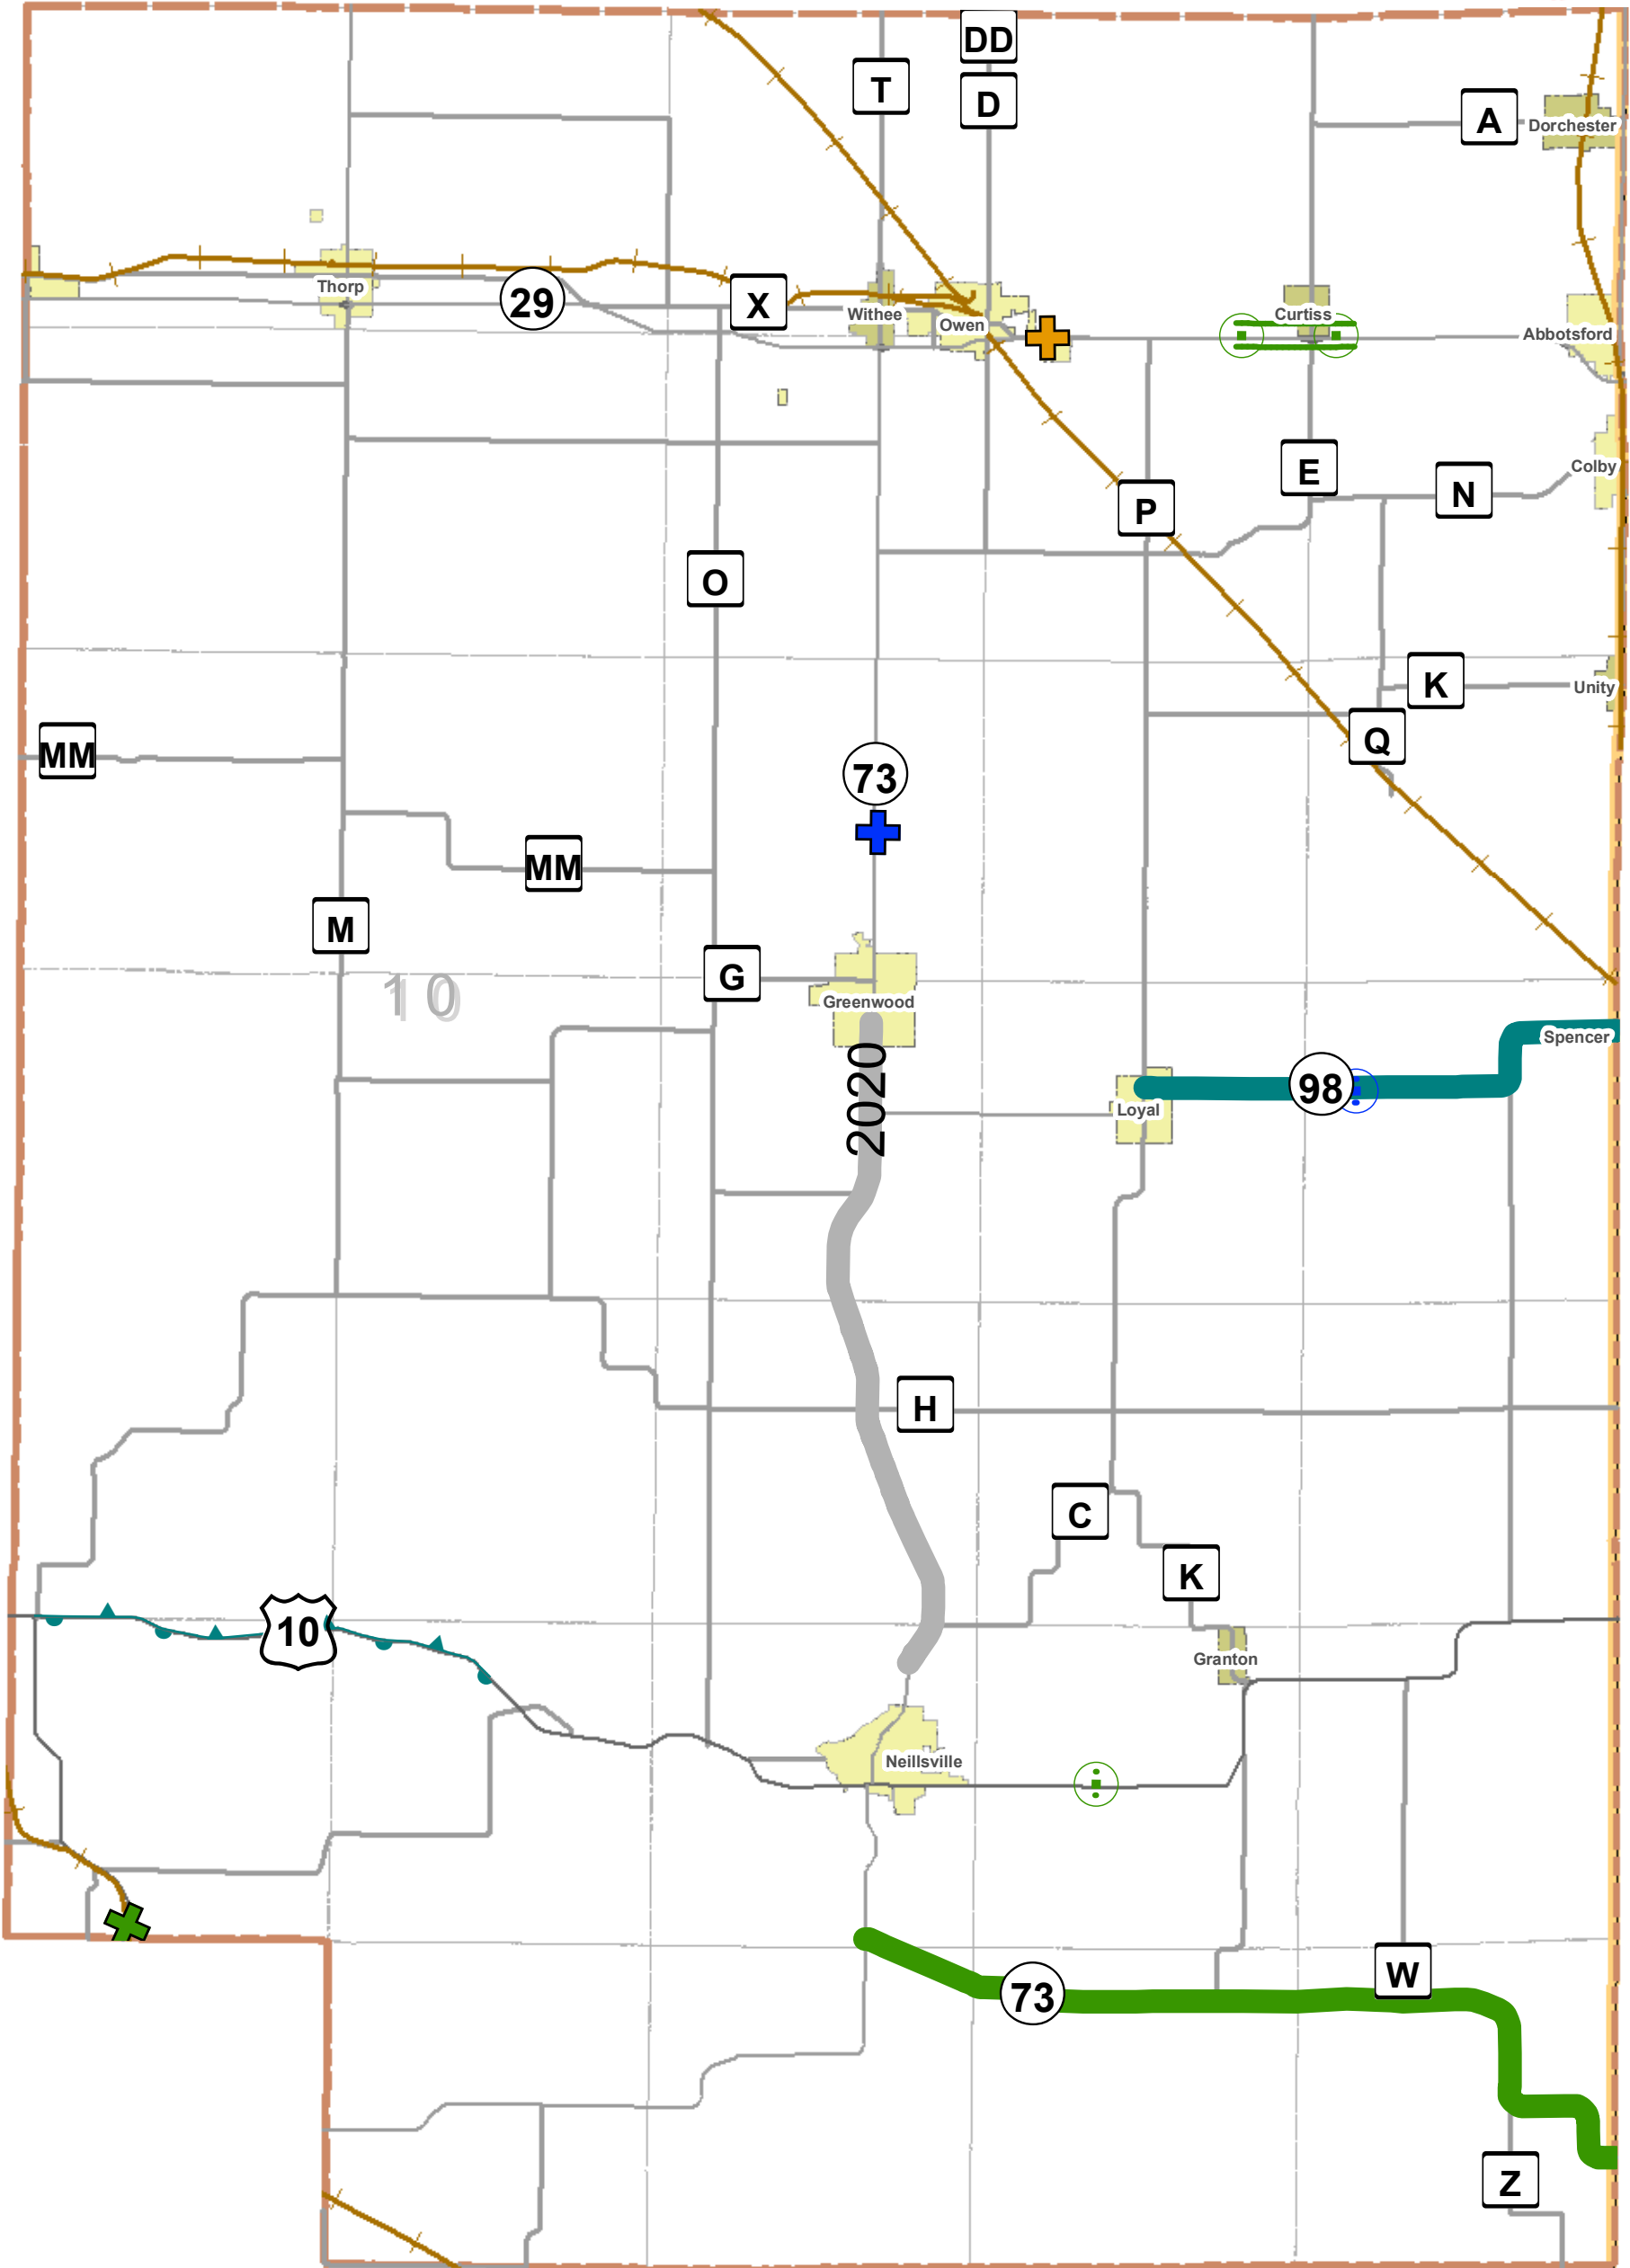 DD
T
D
A
Dorchester
Thorp
29
X
Withee
Owen
Curtiss
Abbotsford
E
Colby
N
P
O
K
Unity
Q
MM
73
MM
M
G
10
Greenwood
Spencer
2020
98
Loyal
H
C
K
10
Granton
Neillsville
W
73
Z